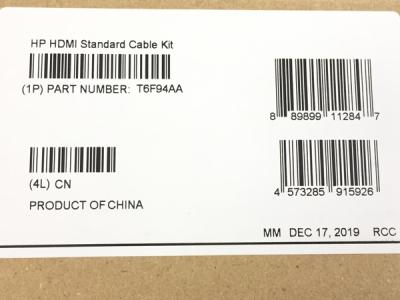 HP HDMI Standard Cable Kit
(1P) PART NUMBER: T6F94AA
8 89899 11284 7
(4L) CN
4 573285 915926
PRODUCT OF CHINA
MM DEC 17, 2019 RCC